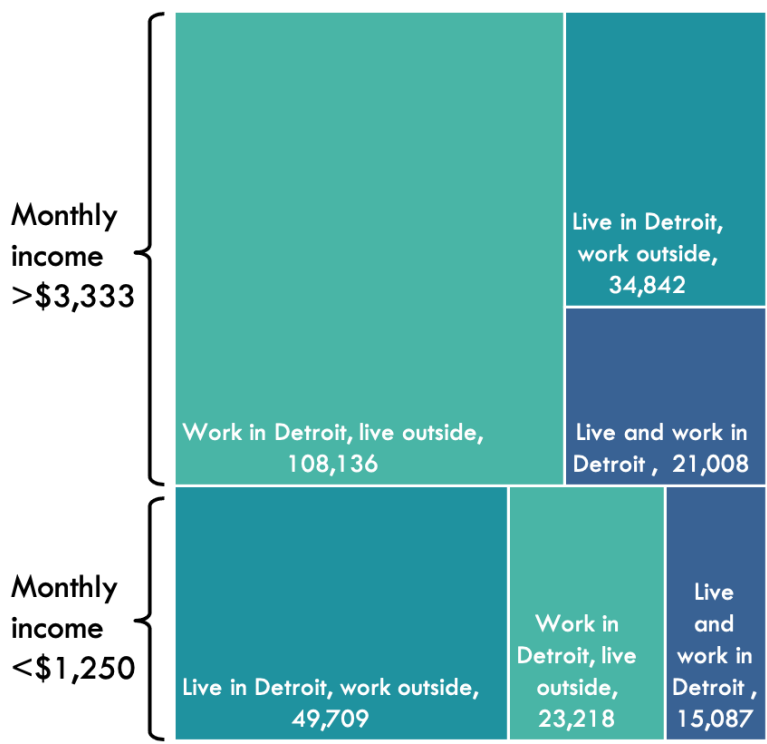 Monthly
income
>$3,333
Work in Detroit, live outside,
108,136
Live in Detroit,
work outside,
34,842
Live and work in
Detroit , 21,008
Monthly
income
<$1,250
Live in Detroit, work outside,
49,709
Work in
Detroit, live
outside,
23,218
Live
and
work in
Detroit ,
15,087